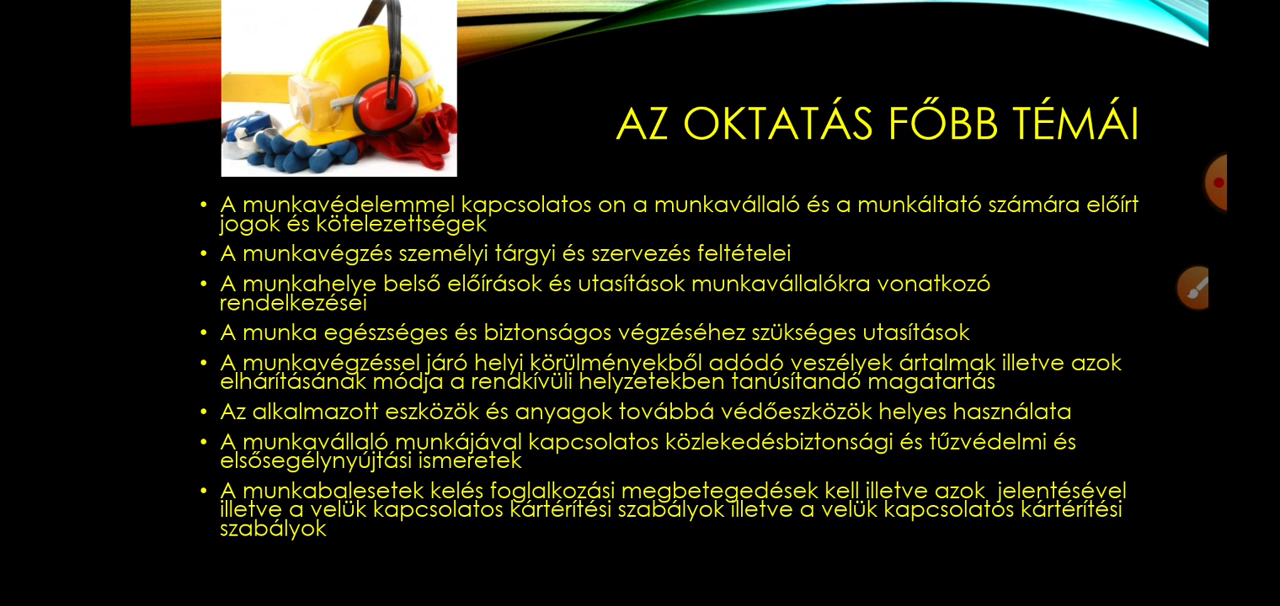 AZ OKTATÁS FŐBB TÉMÁI
• A munkavédelemmel kapcsolatos on a munkavállaló és a munkáltató számára előírt
jogok és kötelezettségek
• A munkavégzés személyi tárgyi és szervezés feltételei
• A munkahelye belső előírások és utasítások munkavállalókra vonatkozó
rendelkezései
• A munka egészséges és biztonságos végzéséhez szükséges utasítások
• A munkavégzéssel járó helyi körülményekből adódó veszélyek ártalmak illetve azok
elhárításának módja a rendkívüli helyzetekben tanúsítandó magatartás
• Az alkalmazott eszközök és anyagok továbbá védőeszközök helyes használata
• A munkavállaló munkájával kapcsolatos közlekedésbiztonsági és tűzvédelmi és
elsősegélynyújtási ismeretek
• A munkabalesetek kelés foglalkozási megbetegedések kell illetve azok  jelentésével
illetve a velük kapcsolatos kártérítési szabályok illetve a velük kapcsolatos kártérítési
szabályok